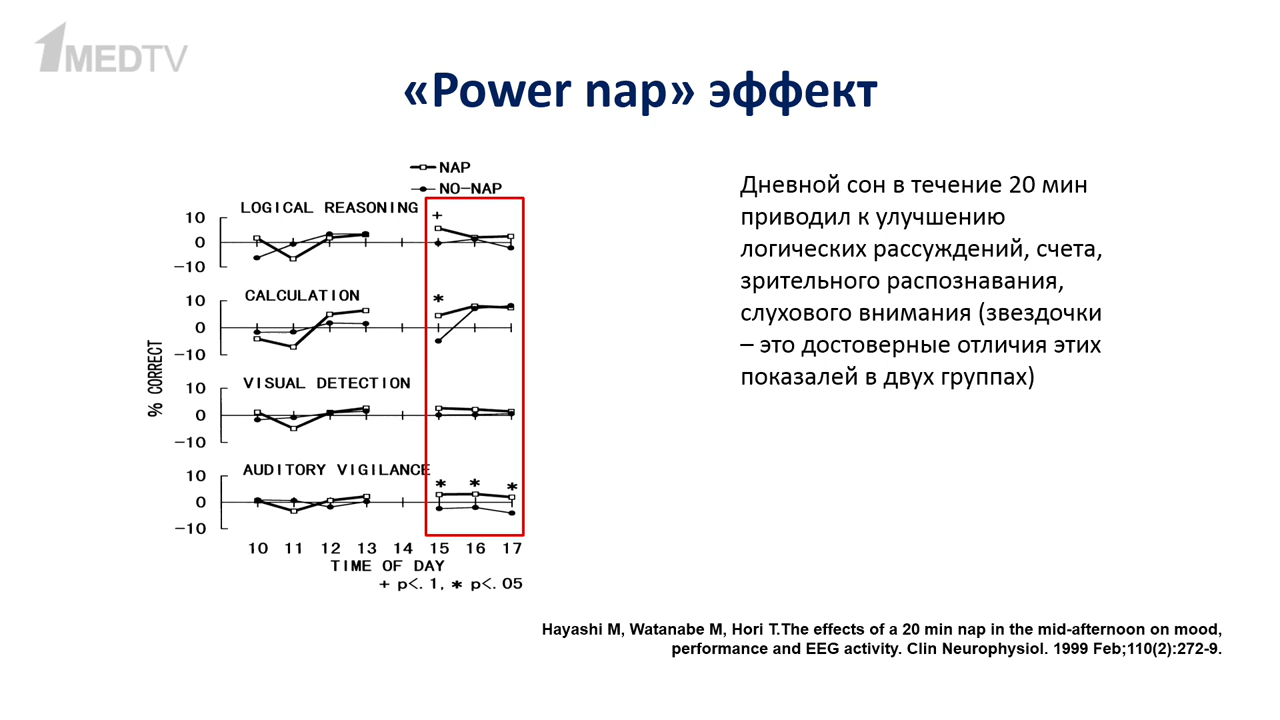 1MEDTV
«Power nap» эффект
NAP
NO-NAP
LOGICAL REASONING
10
0
-10
+
CALCULATION
10
0
-10
*
VISUAL DETECTION
10
0
-10
AUDITORY VIGILANCE
10
0
-10
* * *
% CORRECT
10 11 12 13 14 15 16 17
TIME OF DAY
+ p<.1, * p<.05
Дневной сон в течение 20 мин
приводил к улучшению
логических рассуждений, счета,
зрительного распознавания,
слухового внимания (звездочки
– это достоверные отличия этих
показалей в двух группах)
Hayashi M, Watanabe M, Hori T.The effects of a 20 min nap in the mid-afternoon on mood,
performance and EEG activity. Clin Neurophysiol. 1999 Feb;110(2):272-9.